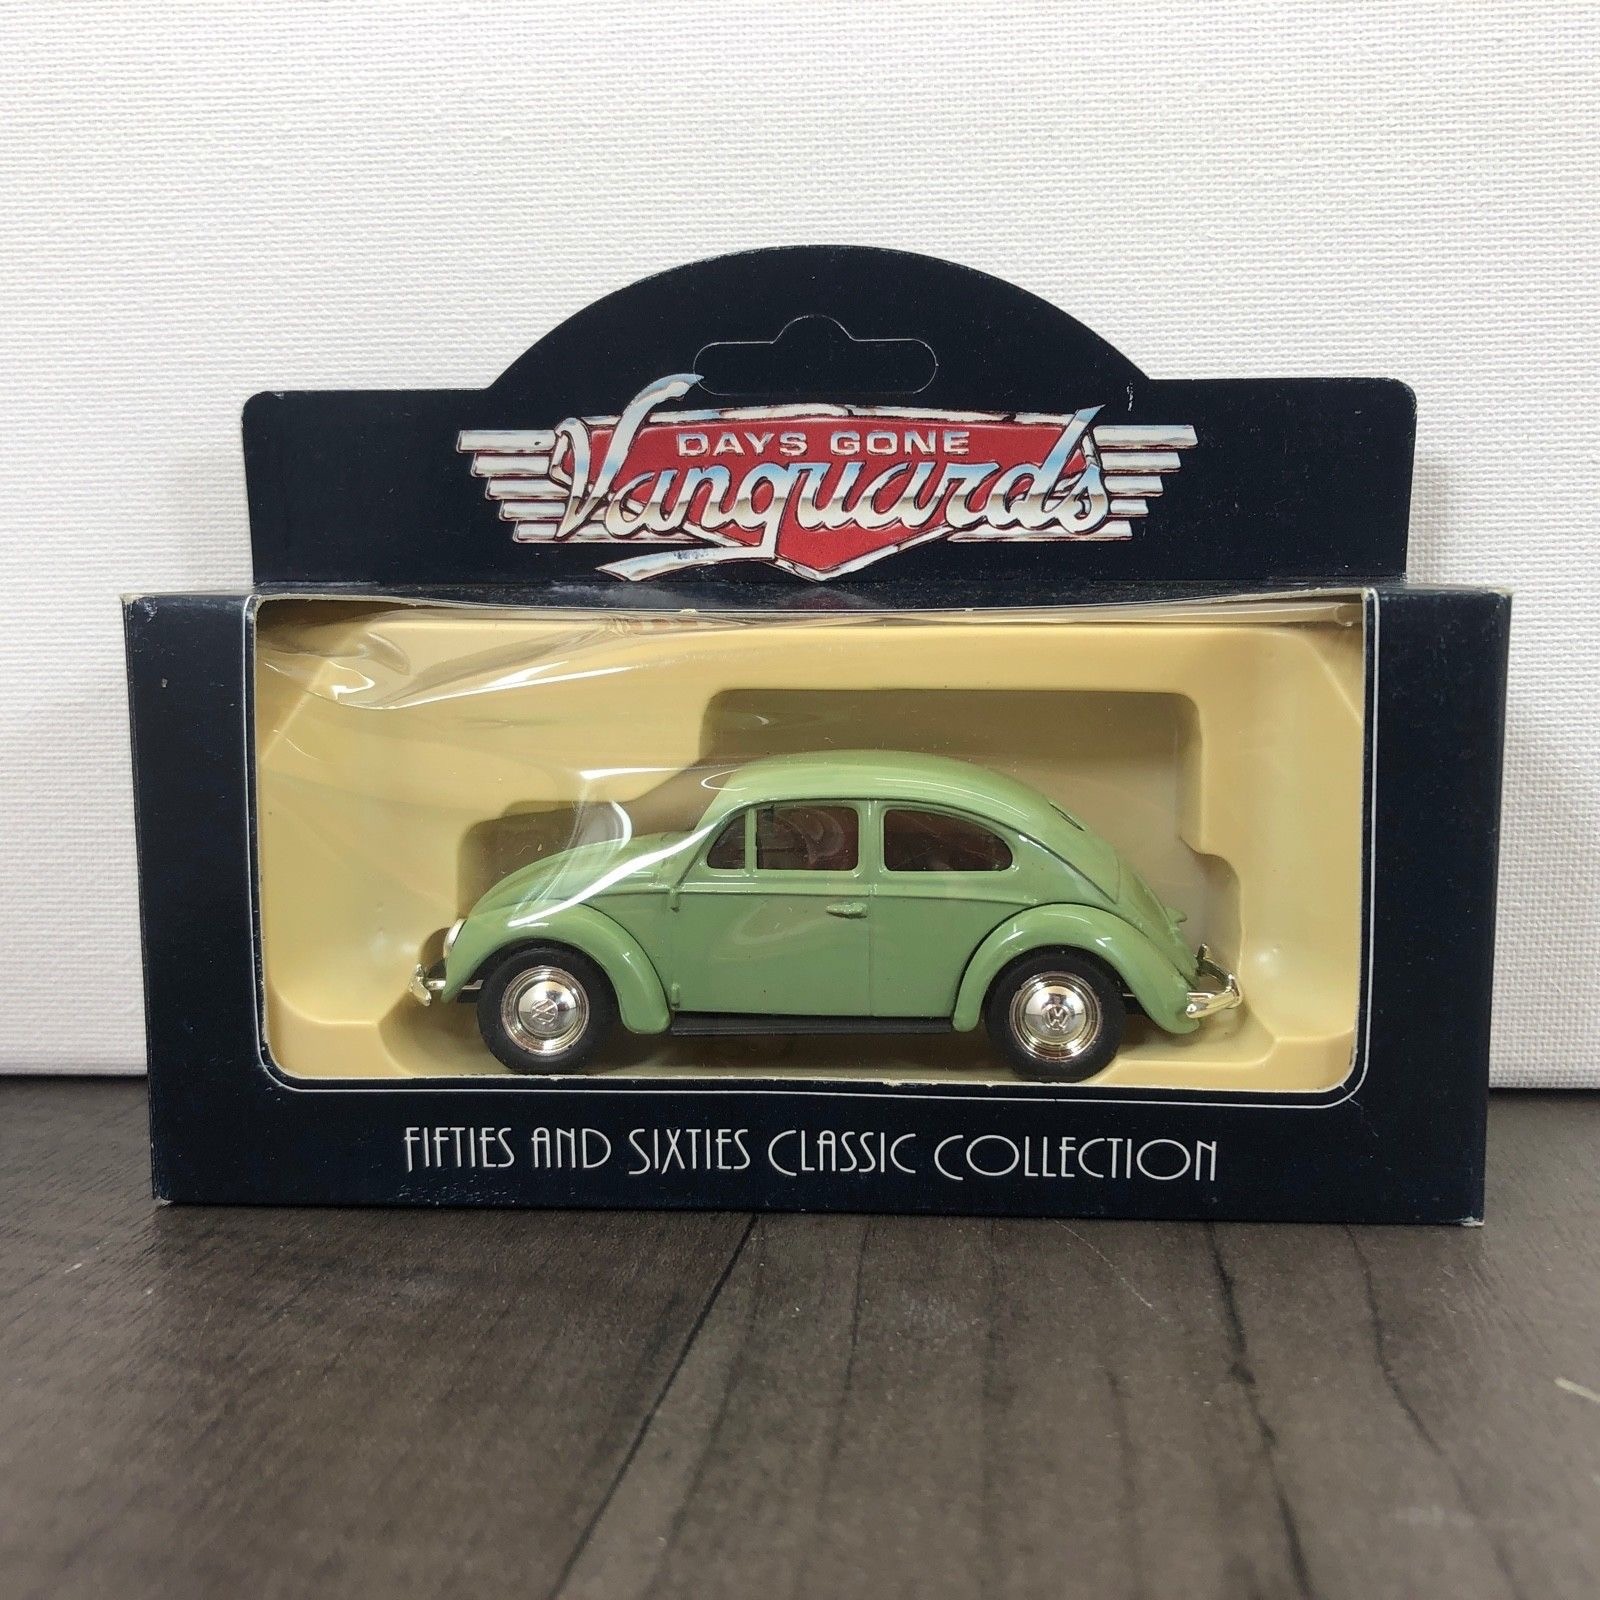 DAYS GONE
Vanguards
FIFTIES AND SIXTIES CLASSIC COLLECTION